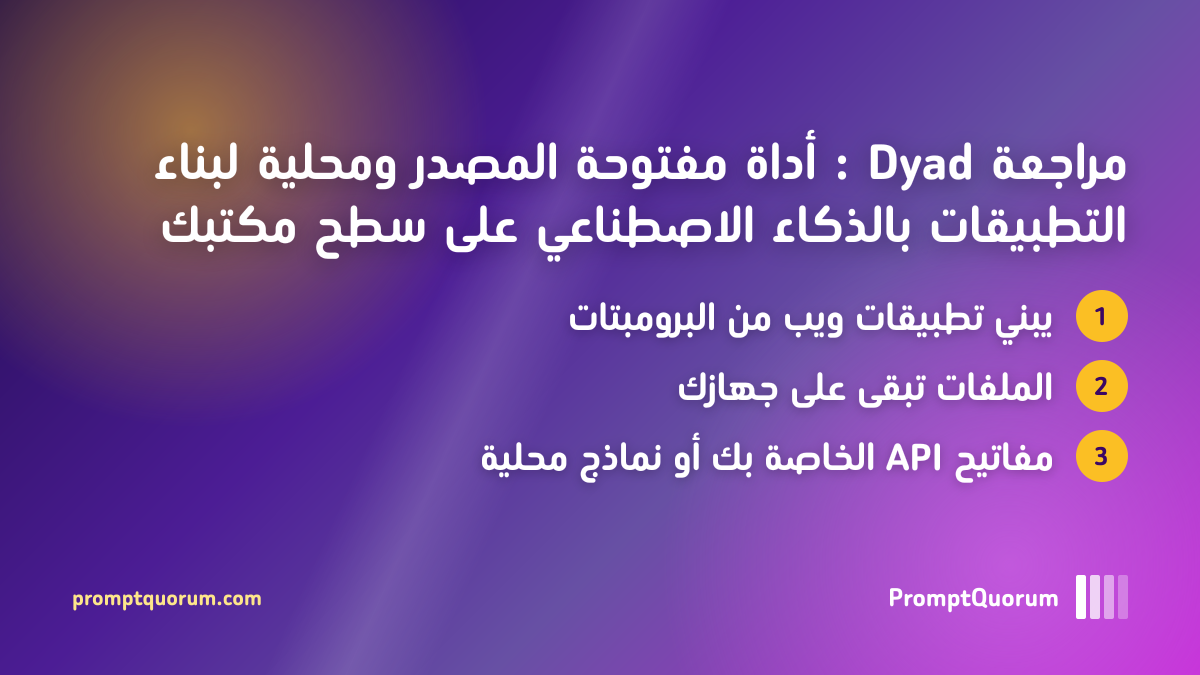 مراجعة Dyad : أداة مفتوحة المصدر ومحلية لبناء
التطبيقات بالذكاء الاصطناعي على سطح مكتبك
1 يبني تطبيقات ويب من البرومبتات
2 الملفات تبقى على جهازك
3 مفاتيح API الخاصة بك أو نماذج محلية
PromptQuorum
promptquorum.com